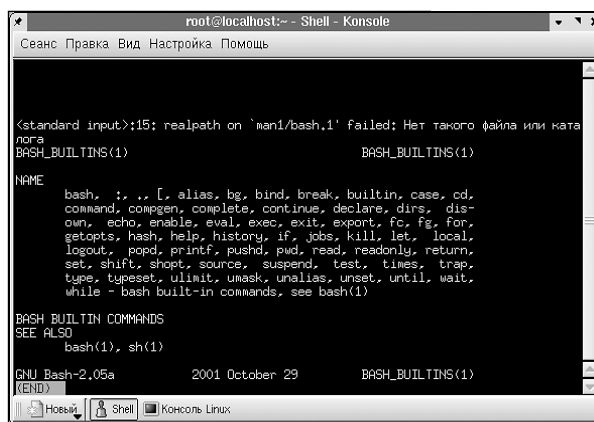 root@localhost:~ - Shell - Konsole
Сеанс Правка Вид Настройка Помощь
<standard input>:15: realpath on `man1/bash.1' failed: Нет такого файла или ката
лога
BASH_BUILTINS(1) BASH_BUILTINS(1)
NAME
bash, :, ., [, alias, bg, bind, break, builtin, case, cd,
command, compgen, complete, continue, declare, dirs, dis-
own, echo, enable, eval, exec, exit, export, fc, fg, for,
getopts, hash, help, history, if, jobs, kill, let, local,
logout, popd, printf, pushd, pwd, read, readonly, return,
set, shift, shopt, source, suspend, test, times, trap,
type, typeset, ulimit, umask, unalias, unset, until, wait,
while - bash built-in commands, see bash(1)
BASH BUILTIN COMMANDS
SEE ALSO
bash(1), sh(1)
GNU Bash-2.05a 2001 October 29 BASH_BUILTINS(1)
(END)
Новый Shell Консоль Linux